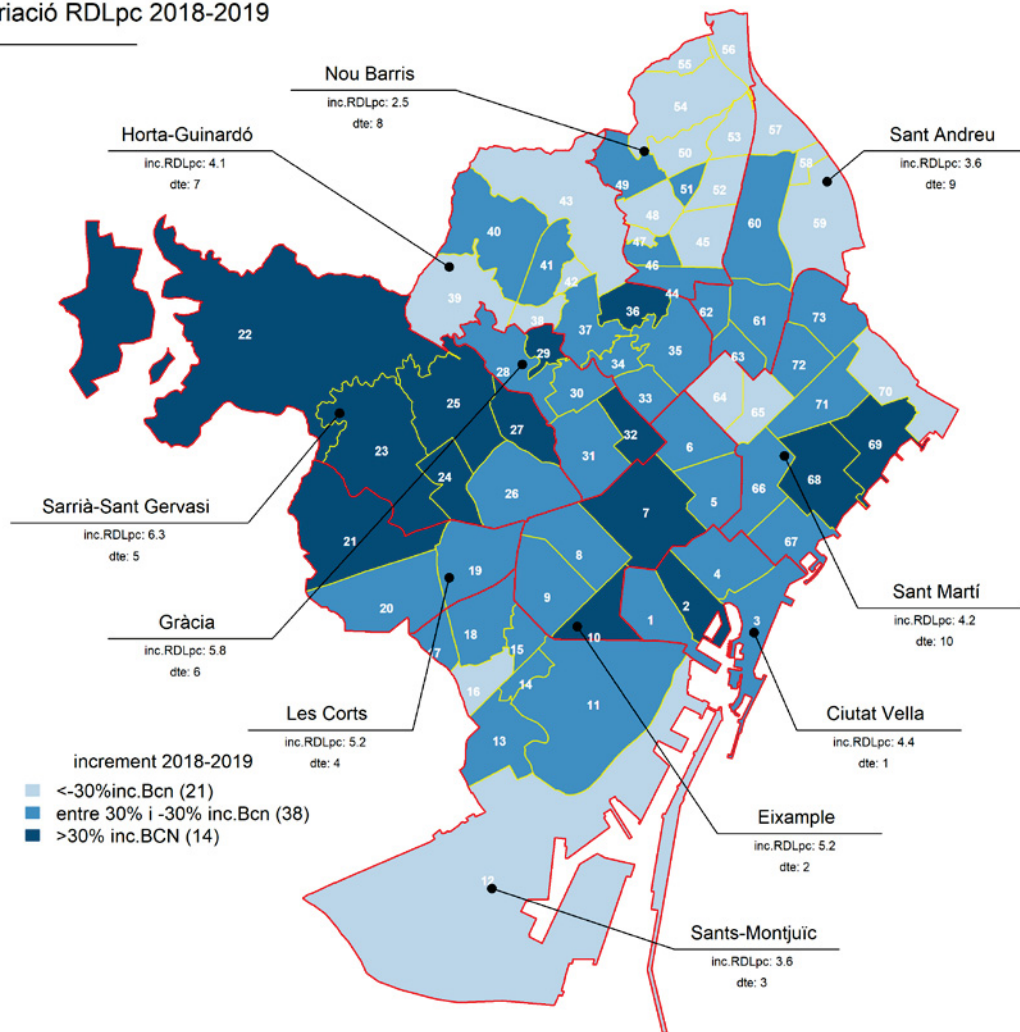 riació RDLpc 2018-2019
Nou Barris
inc.RDLpc: 2.5
dte: 8
Horta-Guinardó
inc.RDLpc: 4.1
dte: 7
Sant Andreu
inc.RDLpc: 3.6
dte: 9
56
55
54
57
53
50
58
51
49
52
43
48
59
60
40
47
45
41
46
42
39
44
36
38
62
61
73
37
22
29
35
63
34
72
28
30
70
64
33
71
25
65
27
32
69
6
23
31
24
68
66
26
5
7
Sarrià-Sant Gervasi
inc.RDLpc: 6.3
dte: 5
21
67
8
19
4
9
20
2
Sant Martí
inc.RDLpc: 4.2
dte: 10
Gràcia
inc.RDLpc: 5.8
dte: 6
1
3
10
18
15
14
16
11
Les Corts
inc.RDLpc: 5.2
dte: 4
Ciutat Vella
inc.RDLpc: 4.4
dte: 1
13
increment 2018-2019
<-30%inc.Bcn (21)
entre 30% i -30% inc.Bcn (38)
>30% inc.BCN (14)
Eixample
inc.RDLpc: 5.2
dte: 2
12
Sants-Montjuïc
inc.RDLpc: 3.6
dte: 3